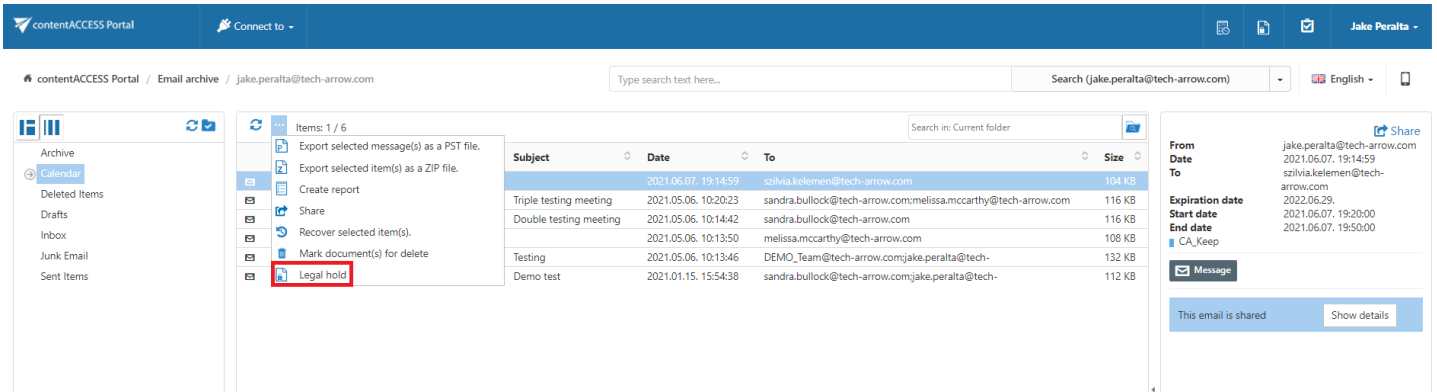 contentACCESS Portal
Connect to
Jake Peralta
contentACCESS Portal / Email archive / jake.peralta@tech-arrow.com
Type search text here...
Search (jake.peralta@tech-arrow.com)
English
Archive
Calendar
Deleted Items
Drafts
Inbox
Junk Email
Sent Items
Items: 1 / 6
Search in: Current folder
Export selected message(s) as a PST file.
Export selected item(s) as a ZIP file.
Create report
Share
Recover selected item(s).
Mark document(s) for delete
Legal hold
Subject Date To Size
2021.06.07. 19:14:59 szilvia.kelemen@tech-arrow.com 104 KB
Triple testing meeting 2021.05.06. 10:20:23 sandra.bullock@tech-arrow.com;melissa.mccarthy@tech-arrow.com 116 KB
Double testing meeting 2021.05.06. 10:14:42 sandra.bullock@tech-arrow.com 116 KB
2021.05.06. 10:13:50 melissa.mccarthy@tech-arrow.com 108 KB
Testing 2021.05.06. 10:13:46 DEMO_Team@tech-arrow.com;jake.peralta@tech- 132 KB
Demo test 2021.01.15. 15:54:38 sandra.bullock@tech-arrow.com;jake.peralta@tech- 112 KB
Share
From jake.peralta@tech-arrow.com
Date 2021.06.07. 19:14:59
To szilvia.kelemen@tech-
arrow.com
Expiration date 2022.06.29.
Start date 2021.06.07. 19:20:00
End date 2021.06.07. 19:50:00
CA_Keep
Message
This email is shared
Show details